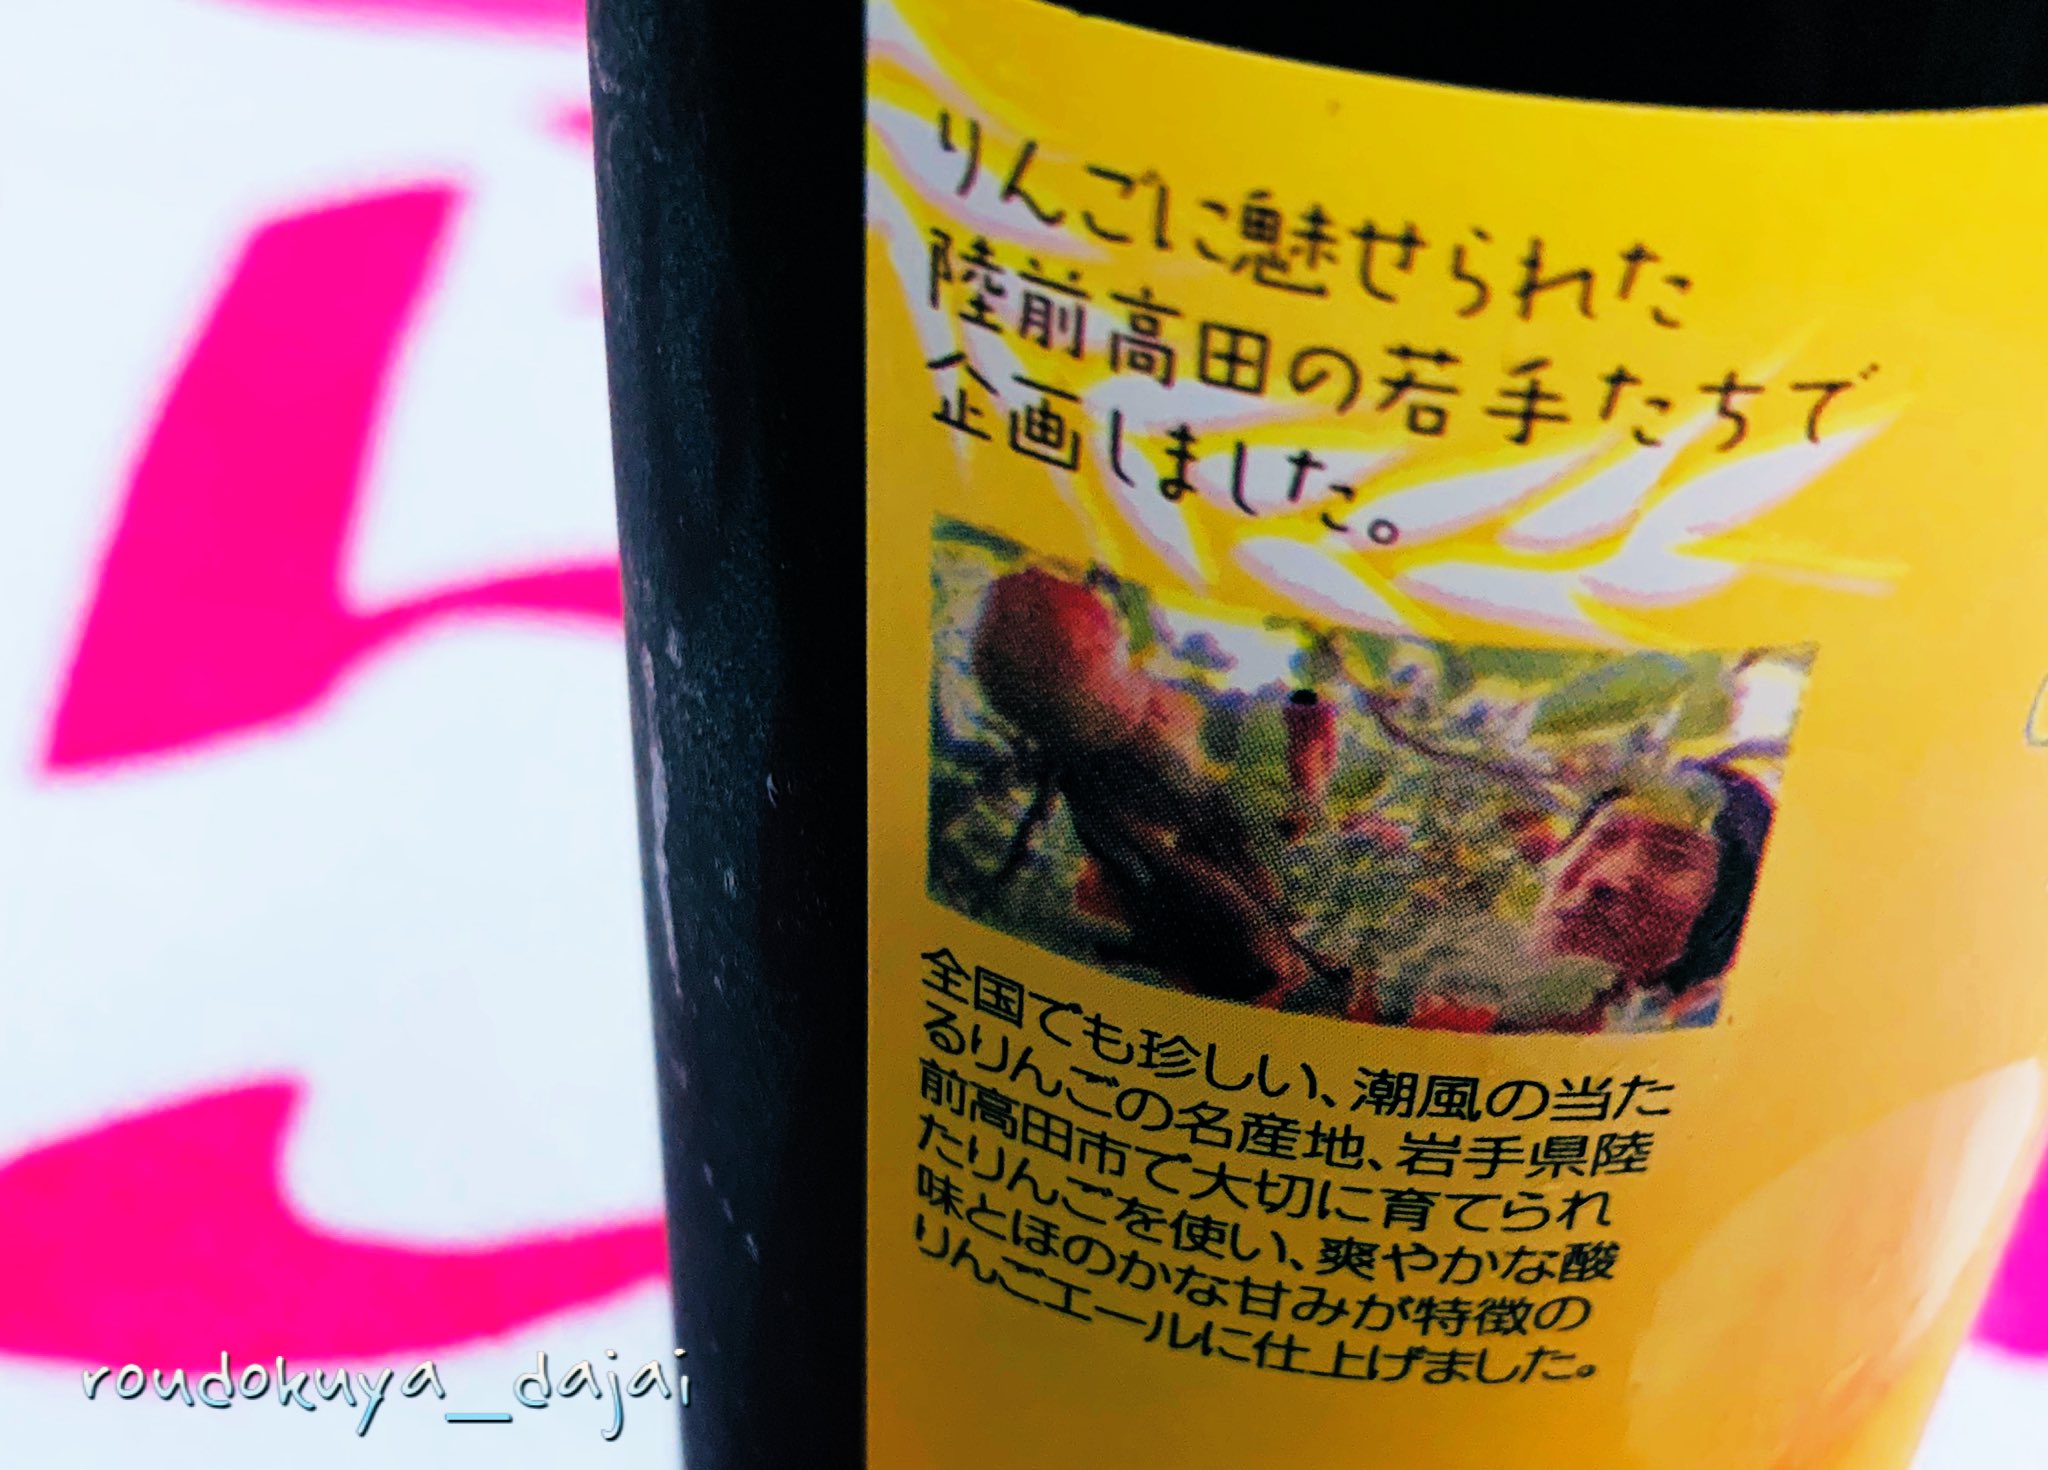 りんごに魅せられた
陸前高田の若手たちで
企画しました。
全国でも珍しい、潮風の当た
るりんごの名産地、岩手県陸
前高田市で大切に育てられ
たりんごを使い、爽やかな酸
味とほのかな甘みが特徴の
りんごエールに仕上げました。
roudokuya_dajai